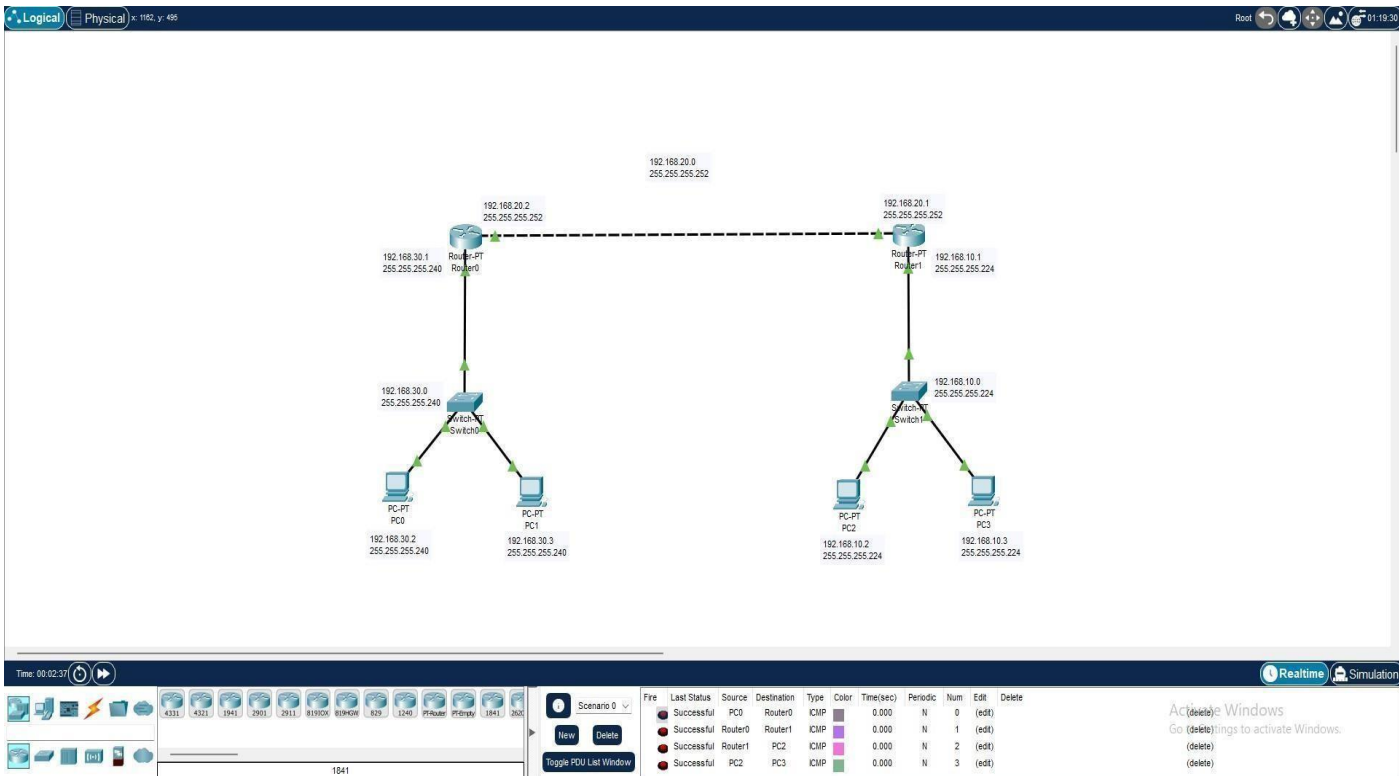 Logical Physical x: 1162, y: 495 Root 01:19:30
192.168.20.0
255.255.255.252
192.168.20.2
255.255.255.252
192.168.20.1
255.255.255.252
192.168.30.1
255.255.255.240
Router-PT
Router0
Router-PT
Router1
192.168.10.1
255.255.255.224
192.168.30.0
255.255.255.240
Switch-PT
Switch0
192.168.10.0
255.255.255.224
Switch-PT
Switch1
PC-PT
PC0
192.168.30.2
255.255.255.240
PC-PT
PC1
192.168.30.3
255.255.255.240
PC-PT
PC2
192.168.10.2
255.255.255.224
PC-PT
PC3
192.168.10.3
255.255.255.224
Time: 00:02:37 Realtime Simulation
4331 4321 1941 2901 2911 819IOX 819HGW 829 1240 PT-Router PT-Empty 1841
1841
Scenario 0
New Delete
Toggle PDU List Window
Fire Last Status Source Destination Type Color Time(sec) Periodic Num Edit Delete
Successful PC0 Router0 ICMP 0.000 N 0 (edit) (delete)
Successful Router0 Router1 ICMP 0.000 N 1 (edit) (delete)
Successful Router1 PC2 ICMP 0.000 N 2 (edit) (delete)
Successful PC2 PC3 ICMP 0.000 N 3 (edit) (delete)
Activate Windows
Go to Settings to activate Windows.